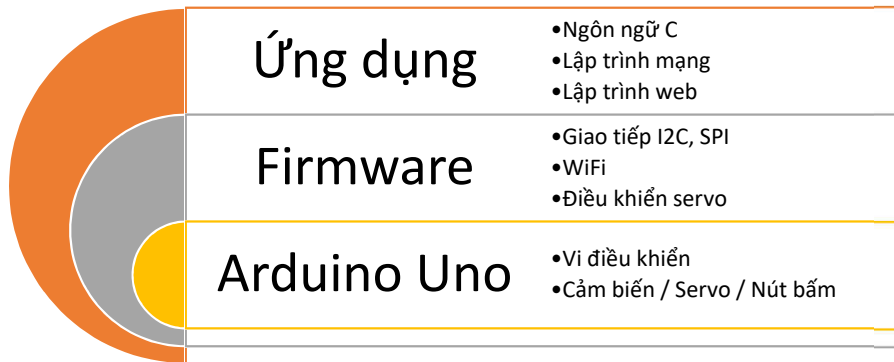 Ứng dụng
•Ngôn ngữ C
•Lập trình mạng
•Lập trình web
Firmware
•Giao tiếp I2C, SPI
•WiFi
•Điều khiển servo
Arduino Uno
•Vi điều khiển
•Cảm biến / Servo / Nút bấm